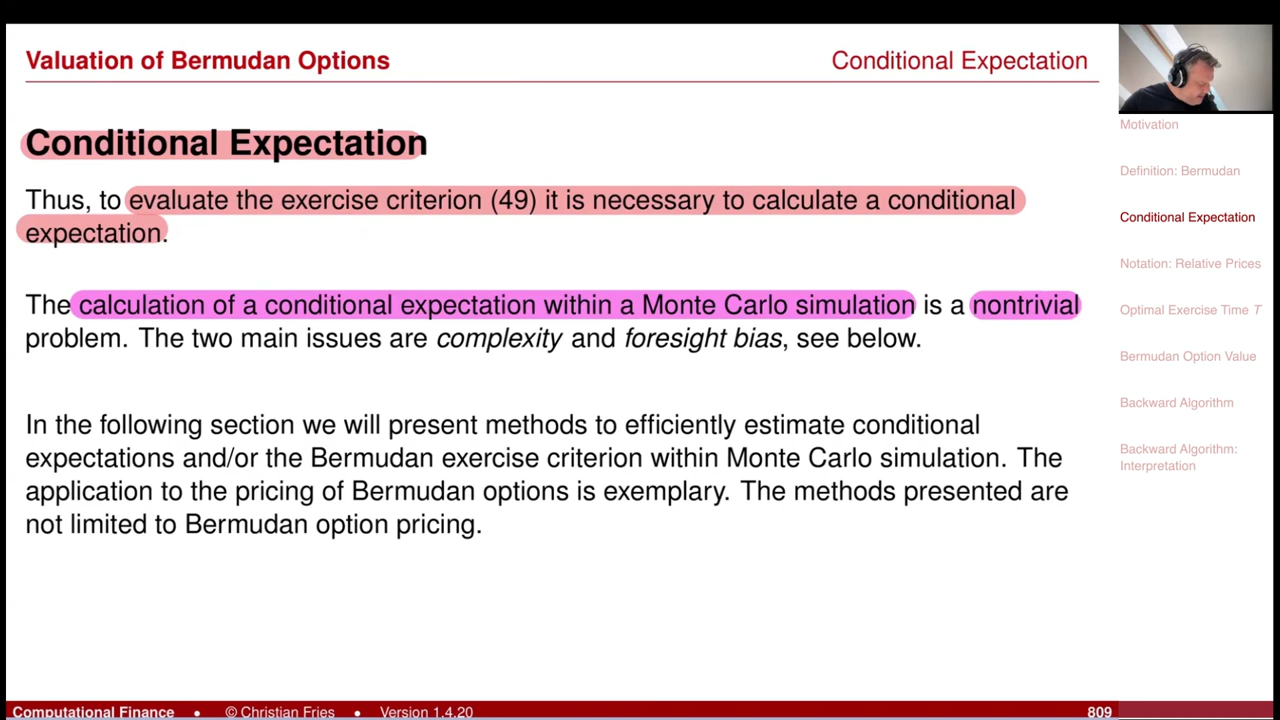 Valuation of Bermudan Options
Conditional Expectation
Conditional Expectation
Thus, to evaluate the exercise criterion (49) it is necessary to calculate a conditional
expectation.
The calculation of a conditional expectation within a Monte Carlo simulation is a nontrivial
problem. The two main issues are complexity and foresight bias, see below.
In the following section we will present methods to efficiently estimate conditional
expectations and/or the Bermudan exercise criterion within Monte Carlo simulation. The
application to the pricing of Bermudan options is exemplary. The methods presented are
not limited to Bermudan option pricing.
Motivation
Definition: Bermudan
Conditional Expectation
Notation: Relative Prices
Optimal Exercise Time T
Bermudan Option Value
Backward Algorithm
Backward Algorithm:
Interpretation
Computational Finance • © Christian Fries • Version 1.4.20
809